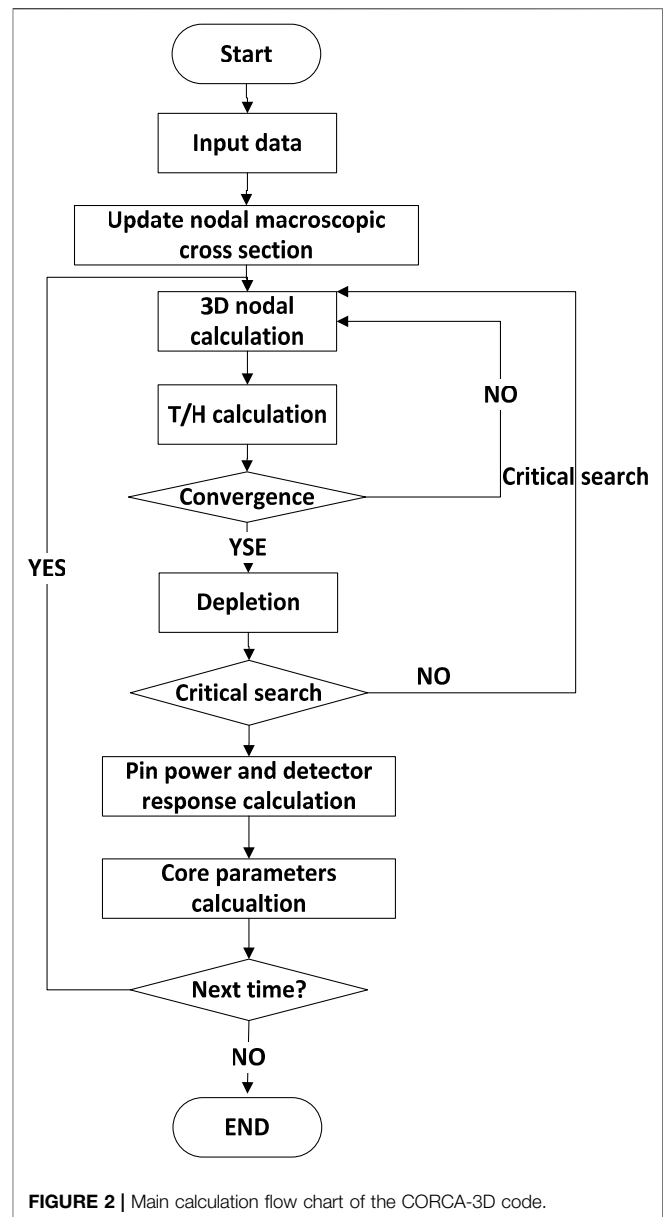 Start
Input data
Update nodal macroscopic
cross section
3D nodal
calculation
NO
T/H calculation
Critical search
Convergence
YSE
YES
Depletion
NO
Critical search
Pin power and detector
response calculation
Core parameters
calcualtion
Next time?
NO
END
FIGURE 2 | Main calculation flow chart of the CORCA-3D code.